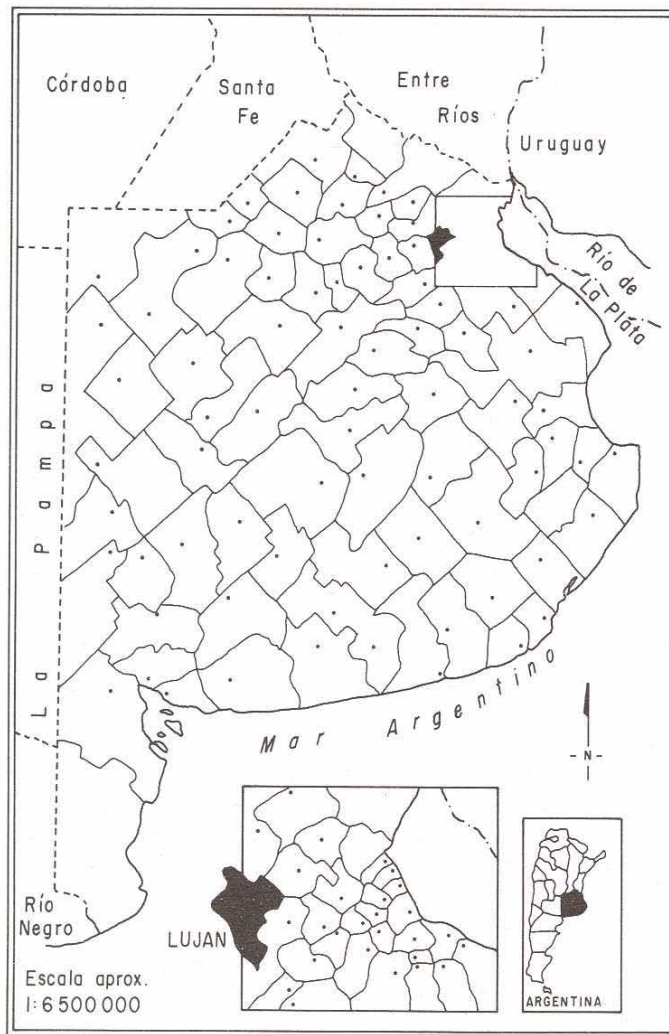 Córdoba
Santa
Fe
Entre
Ríos
Uruguay
Río de
La Plata
La Pampa
Mar Argentino
N
Río
Negro
LUJAN
Escala aprox.
1:6 500 000
ARGENTINA